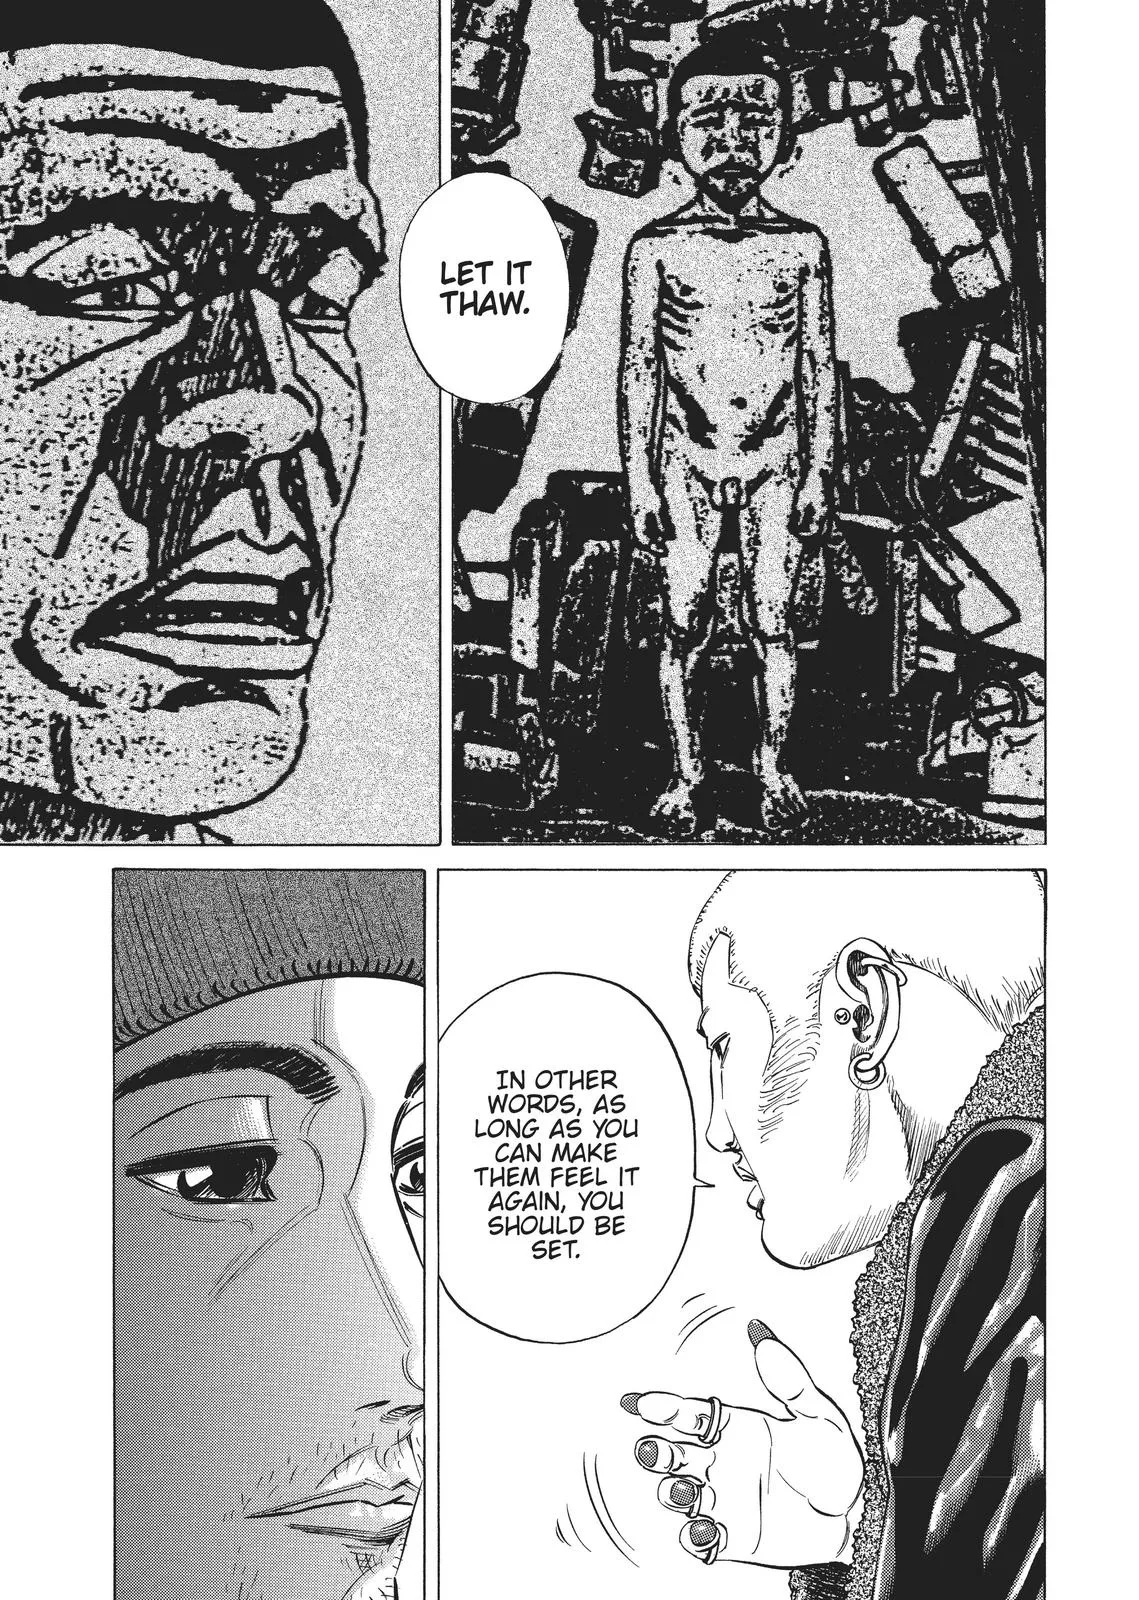 LET IT
THAW.
IN OTHER
WORDS, AS
LONG AS YOU
CAN MAKE
THEM FEEL IT
AGAIN, YOU
SHOULD BE
SET.